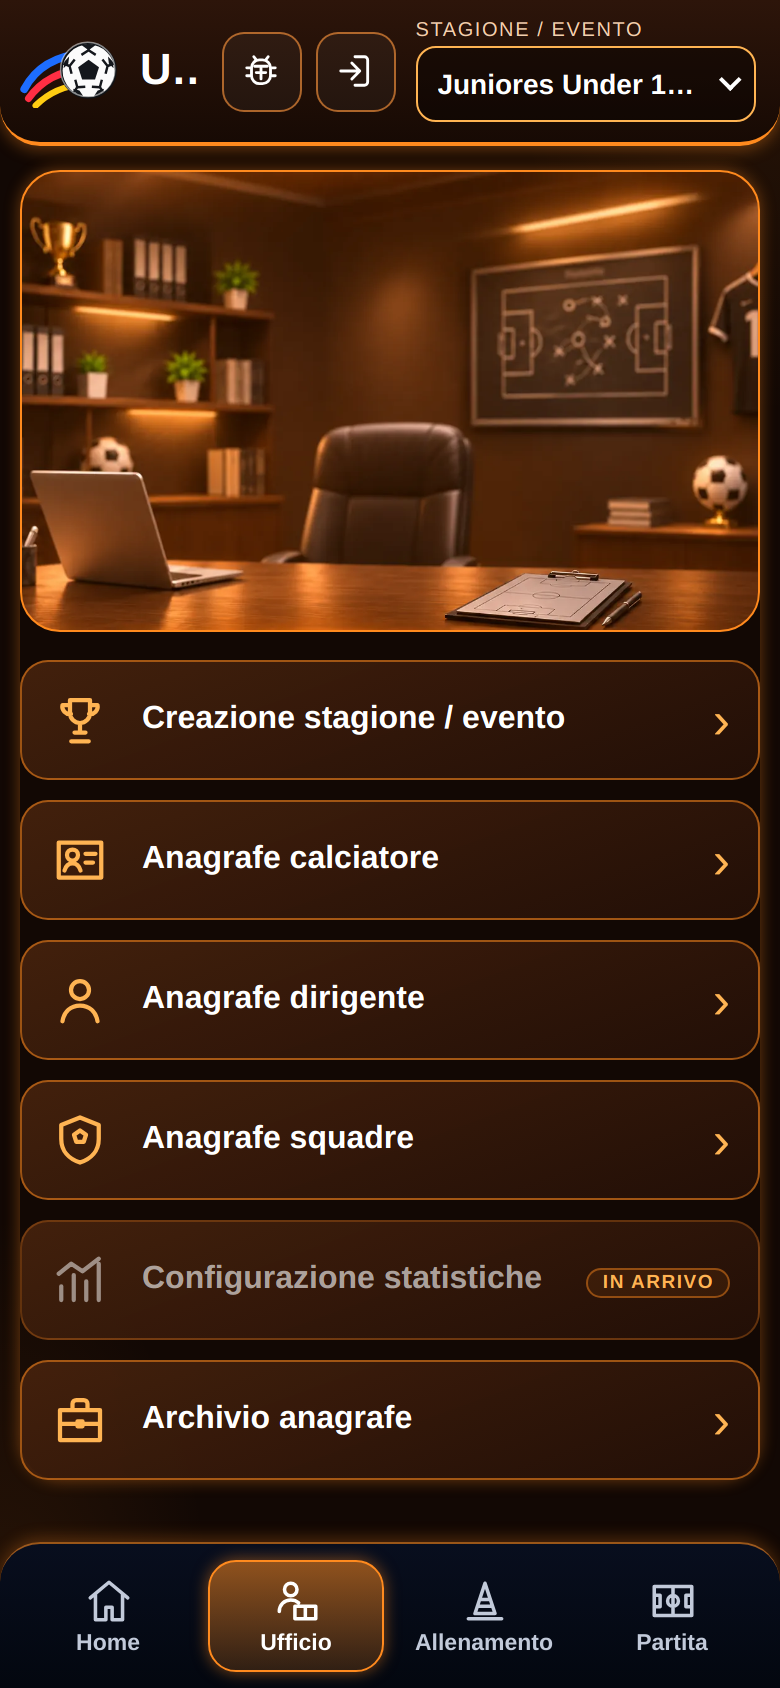 STAGIONE / EVENTO
U..
Juniores Under 1...
Creazione stagione / evento
Anagrafe calciatore
Anagrafe dirigente
Anagrafe squadre
Configurazione statistiche
IN ARRIVO
Archivio anagrafe
Home
Ufficio
Allenamento
Partita